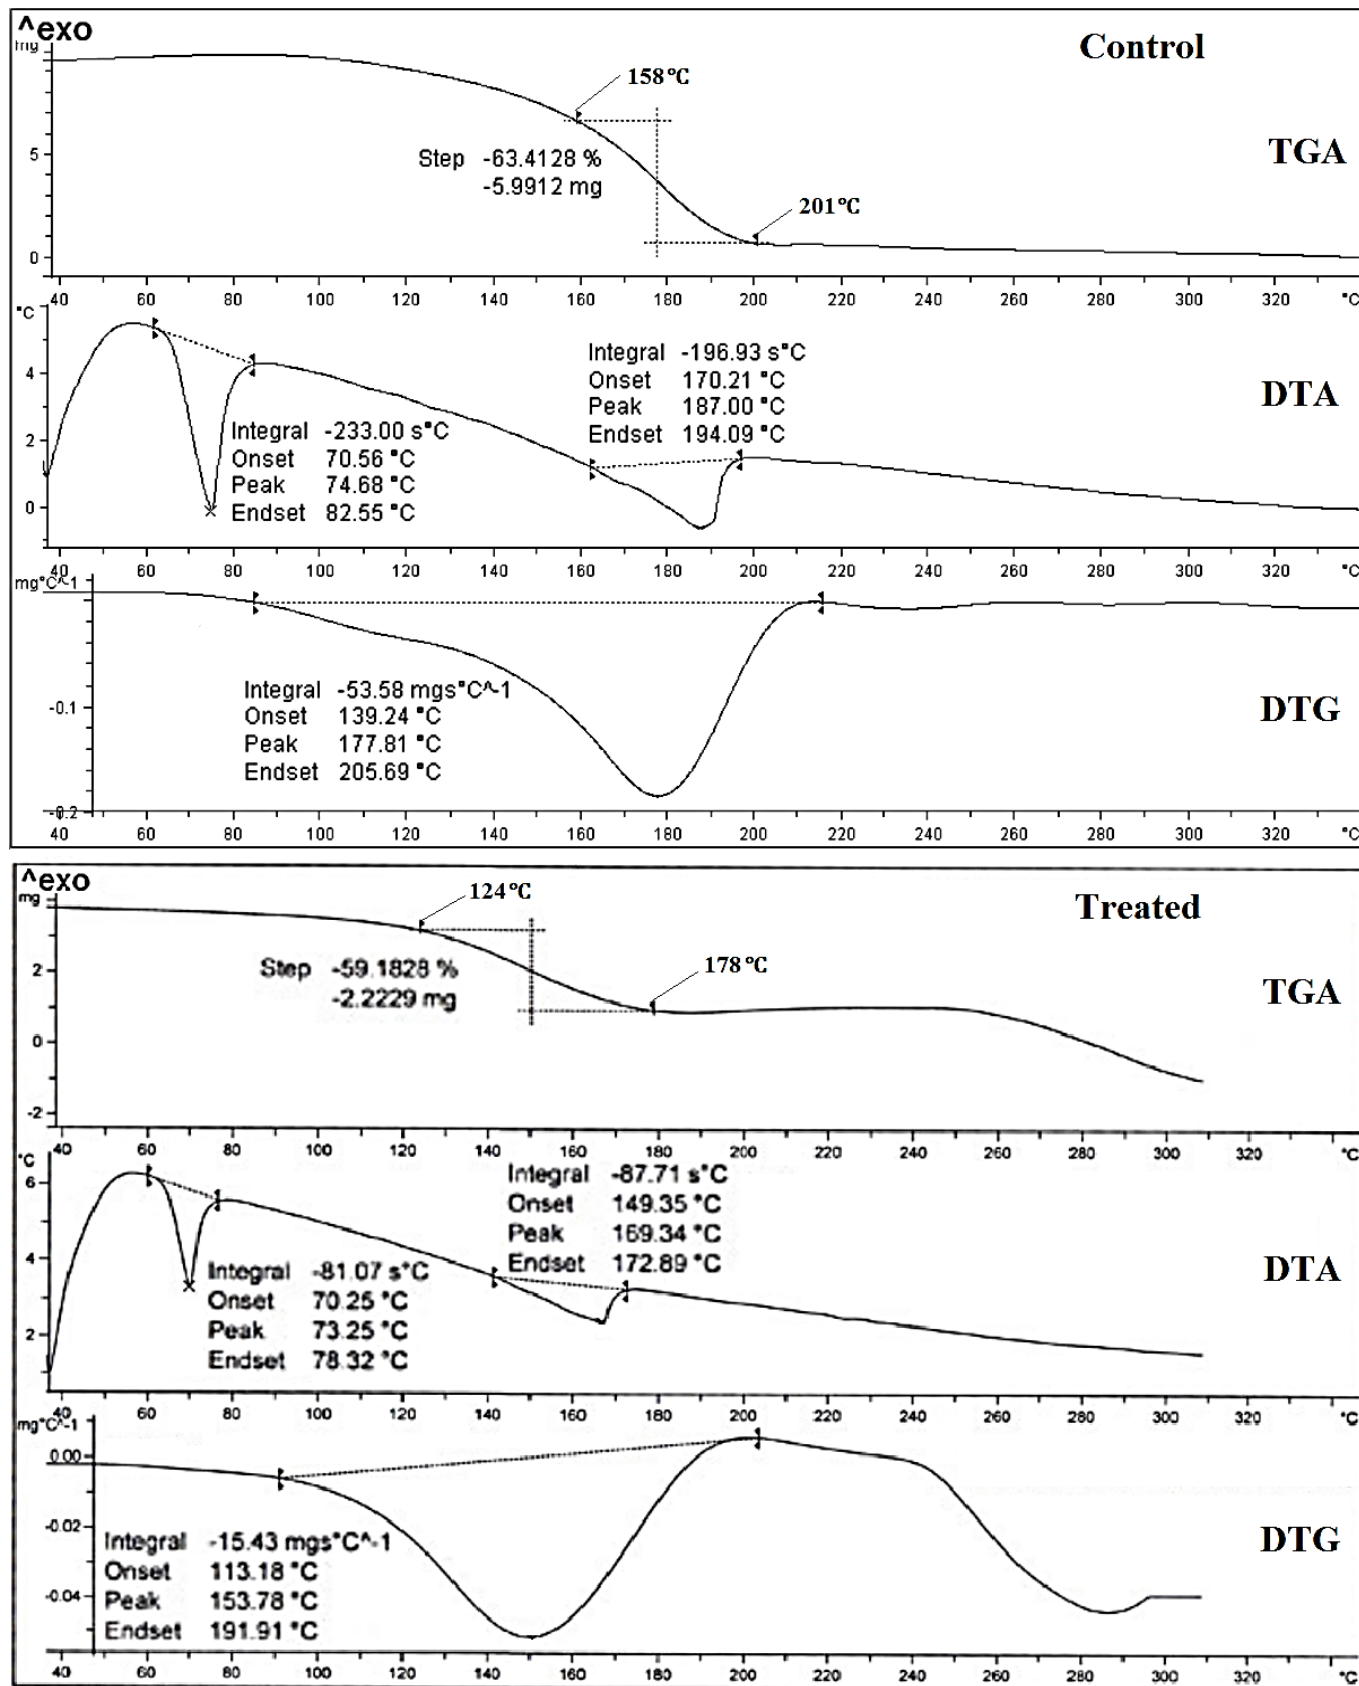 ^exo
mg
Control
158°C
TGA
Step -63.4128 %
-5.9912 mg
5
201°C
0
40 60 80 100 120 140 160 180 200 220 240 260 280 300 320 °C
°C
4
Integral -196.93 s°C
Onset 170.21 °C
Peak 187.00 °C
Endset 194.09 °C
DTA
2
Integral -233.00 s°C
Onset 70.56 °C
Peak 74.68 °C
Endset 82.55 °C
0
40 60 80 100 120 140 160 180 200 220 240 260 280 300 320 °C
mg°C^-1
Integral -53.58 mgs°C^-1
Onset 139.24 °C
Peak 177.81 °C
Endset 205.69 °C
-0.1
DTG
-0.2
40 60 80 100 120 140 160 180 200 220 240 260 280 300 320 °C
^exo
mg
124°C
Treated
Step -59.1828 %
-2.2229 mg
178°C
2
TGA
0
-2
40 60 80 100 120 140 160 180 200 220 240 260 280 300 320 °C
°C
6
Integral -87.71 s°C
Onset 149.35 °C
Peak 169.34 °C
Endset 172.89 °C
4
DTA
Integral -81.07 s°C
Onset 70.25 °C
Peak 73.25 °C
Endset 78.32 °C
2
40 60 80 100 120 140 160 180 200 220 240 260 280 300 320 °C
mg°C^-1
0.00
-0.02
Integral -15.43 mgs°C^-1
Onset 113.18 °C
Peak 153.78 °C
Endset 191.91 °C
DTG
-0.04
40 60 80 100 120 140 160 180 200 220 240 260 280 300 320 °C